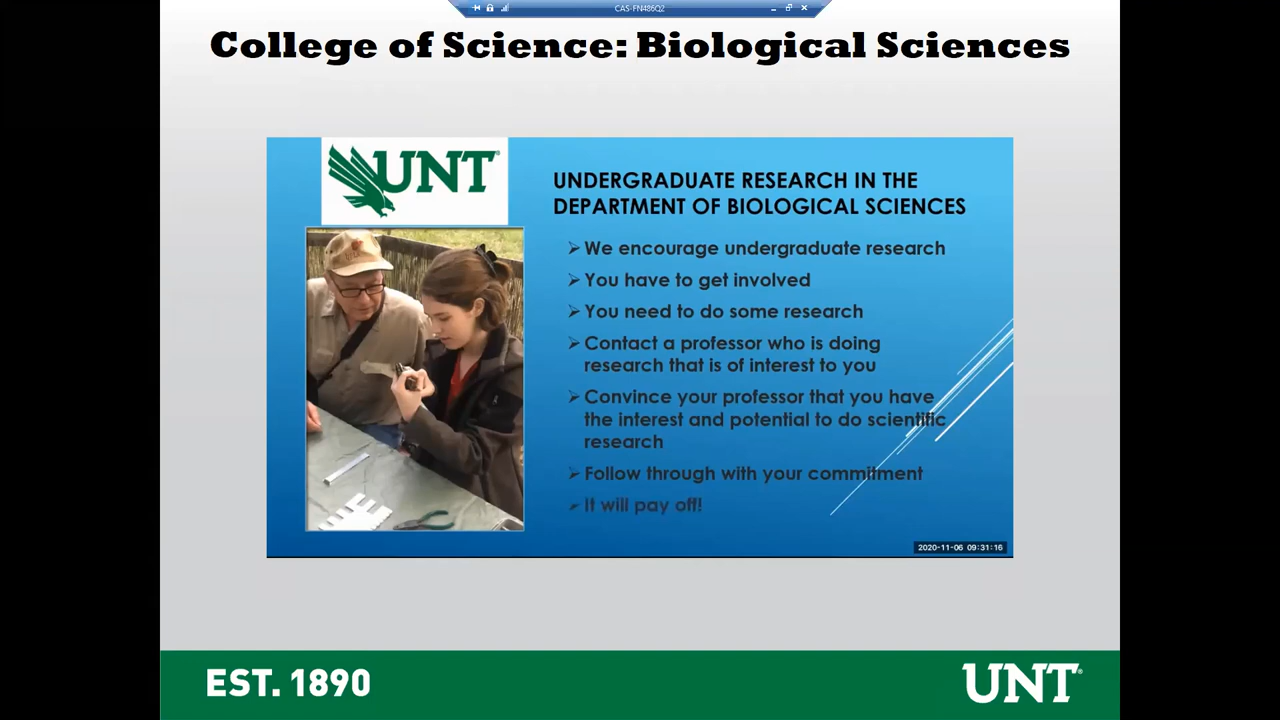 CAS-FN486Q2
College of Science: Biological Sciences
UNT
UNDERGRADUATE RESEARCH IN THE
DEPARTMENT OF BIOLOGICAL SCIENCES
We encourage undergraduate research
You have to get involved
You need to do some research
Contact a professor who is doing
research that is of interest to you
Convince your professor that you have
the interest and potential to do scientific
research
Follow through with your commitment
It will pay off!
2020-11-06 09:31:16
EST. 1890
UNT